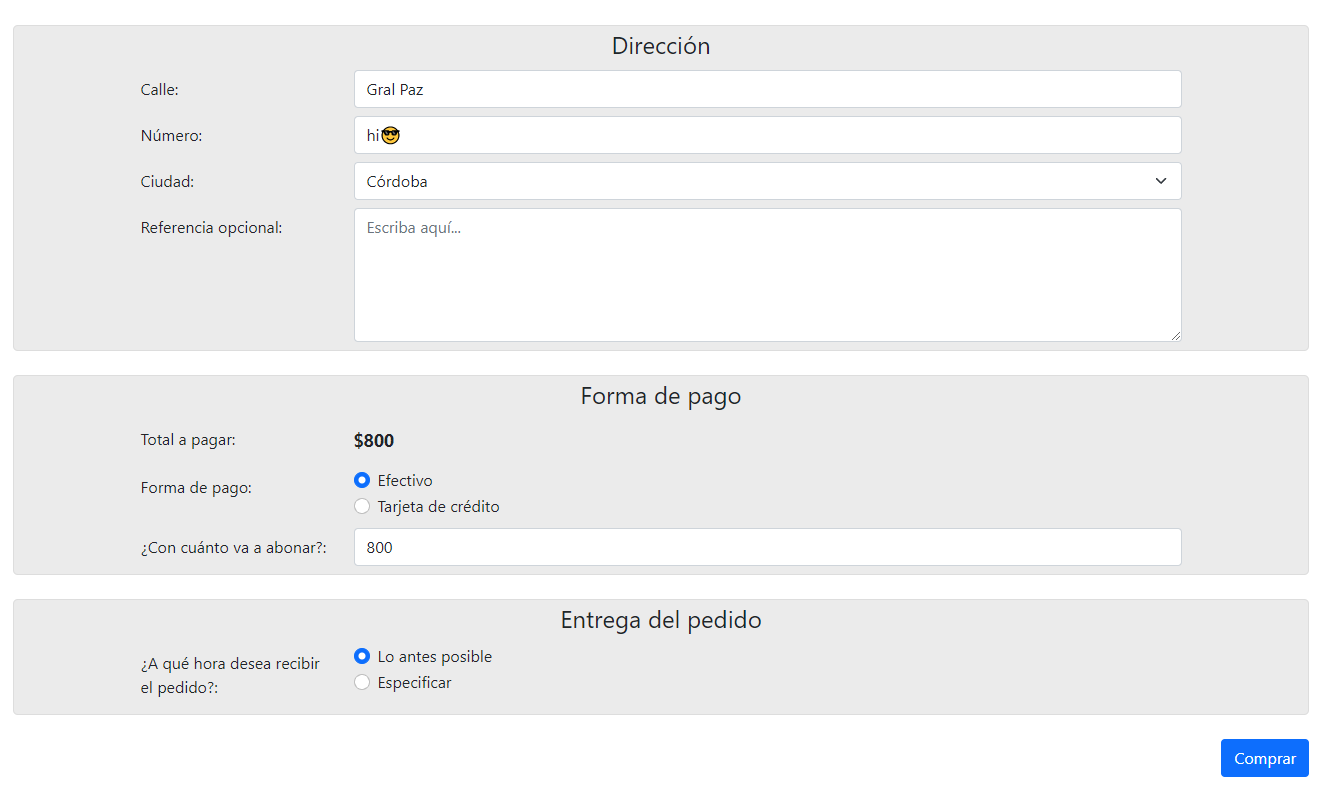 Dirección
Calle: Gral Paz
Número: hi😎
Ciudad: Córdoba
Referencia opcional: Escriba aquí...
Forma de pago
Total a pagar: $800
Forma de pago: Efectivo
Tarjeta de crédito
¿Con cuánto va a abonar?: 800
Entrega del pedido
¿A qué hora desea recibir el pedido?: Lo antes posible
Especificar
Comprar